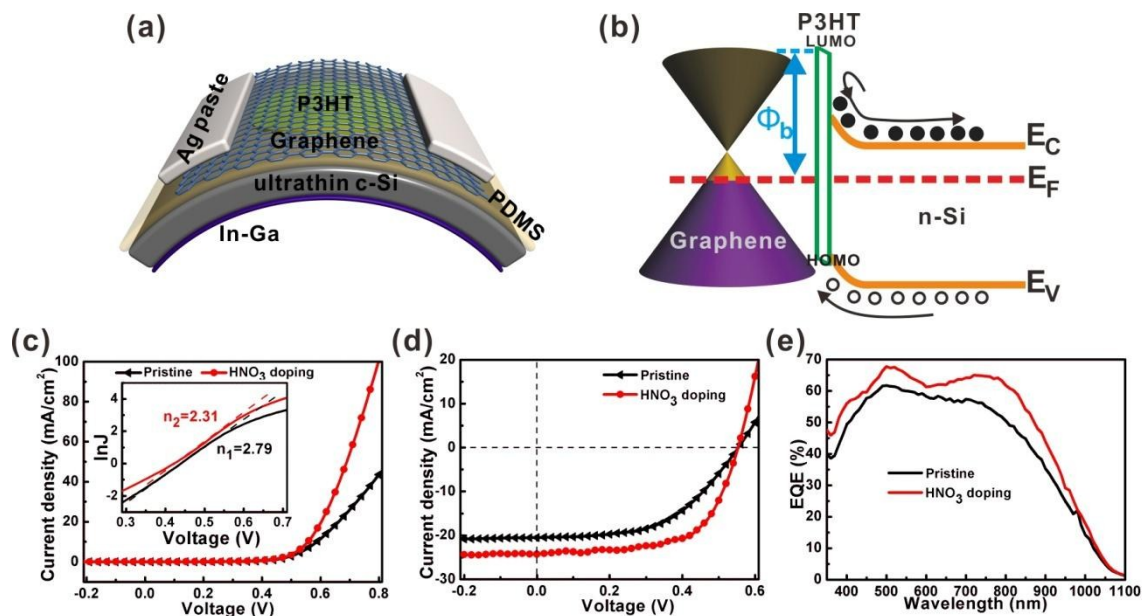 (a)
P3HT
Graphene
Ag paste
ultrathin c-Si
PDMS
In-Ga
(b)
P3HT
LUMO
Φb
EC
EF
n-Si
Graphene
HOMO
EV
(c)
Current density (mA/cm²)
100
80
60
40
20
0
Pristine
HNO₃ doping
lnJ
4
2
0
-2
n₂=2.31
n₁=2.79
0.3 0.4 0.5 0.6 0.7
Voltage (V)
-0.2 0.0 0.2 0.4 0.6 0.8
Voltage (V)
(d)
Current density (mA/cm²)
20
10
0
-10
-20
-30
Pristine
HNO₃ doping
-0.2 0.0 0.2 0.4 0.6
Voltage (V)
(e)
EQE (%)
70
60
50
40
30
20
10
0
Pristine
HNO₃ doping
400 500 600 700 800 900 1000 1100
Wavelength (nm)